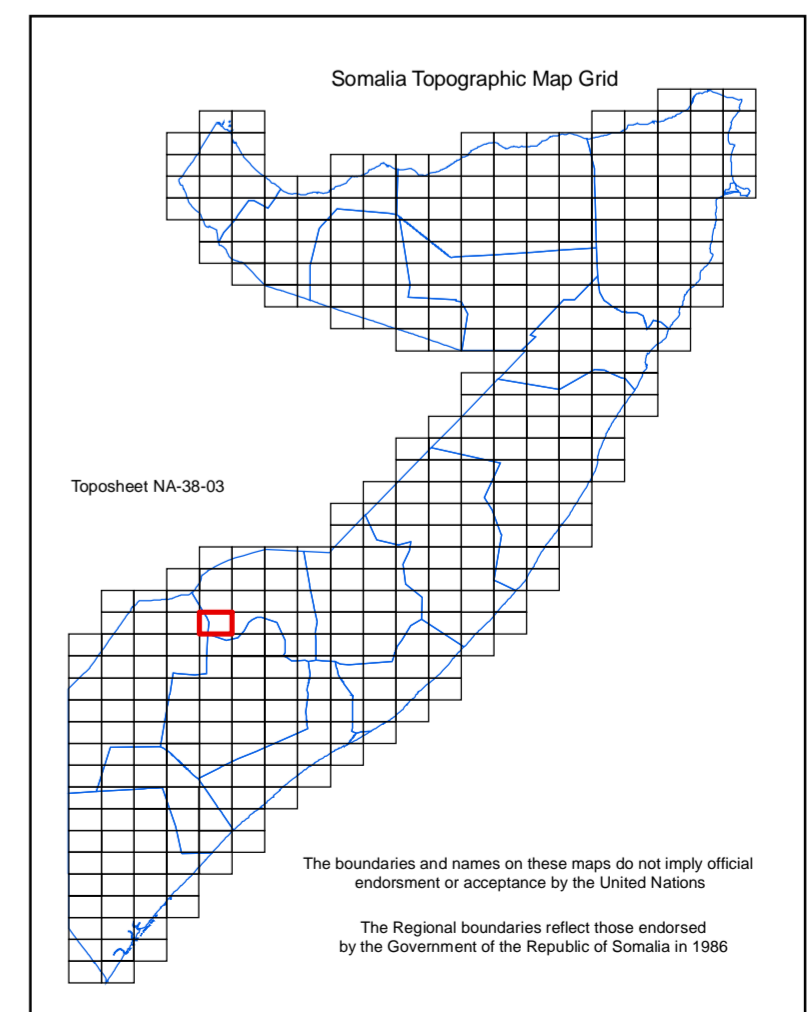 Somalia Topographic Map Grid
Toposheet NA-38-03
The boundaries and names on these maps do not imply official
endorsment or acceptance by the United Nations
The Regional boundaries reflect those endorsed
by the Government of the Republic of Somalia in 1986